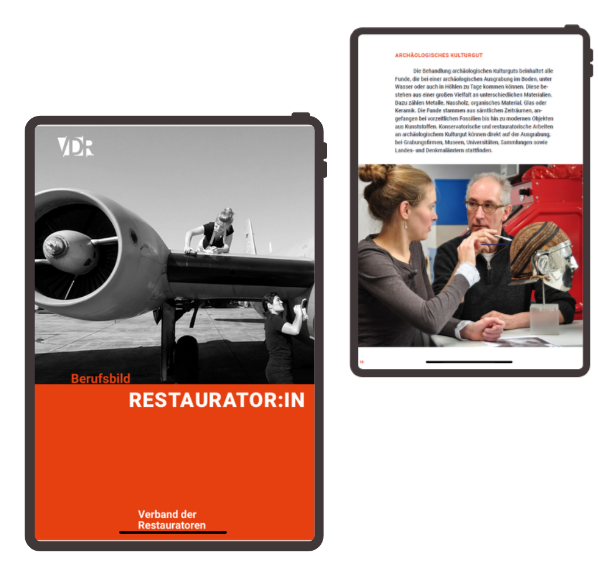 VDR
Berufsbild
RESTAURATOR:IN
Verband der
Restauratoren
ARCHÄOLOGISCHES KULTURGUT
Die Behandlung archäologischen Kulturguts beinhaltet alle
Funde, die bei einer archäologischen Ausgrabung im Boden, unter
Wasser oder auch in Höhlen zu Tage kommen können. Diese be-
stehen aus einer großen Vielfalt an unterschiedlichen Materialien.
Dazu zählen Metalle, Nassholz, organisches Material, Glas oder
Keramik. Die Funde stammen aus sämtlichen Zeiträumen, an-
gefangen bei vorzeitlichen Fossilien bis hin zu modernen Objekten
aus Kunststoffen. Konservatorische und restauratorische Arbeiten
an archäologischem Kulturgut können direkt auf der Ausgrabung,
bei Grabungsfirmen, Museen, Universitäten, Sammlungen sowie
Landes- und Denkmalämtern stattfinden.